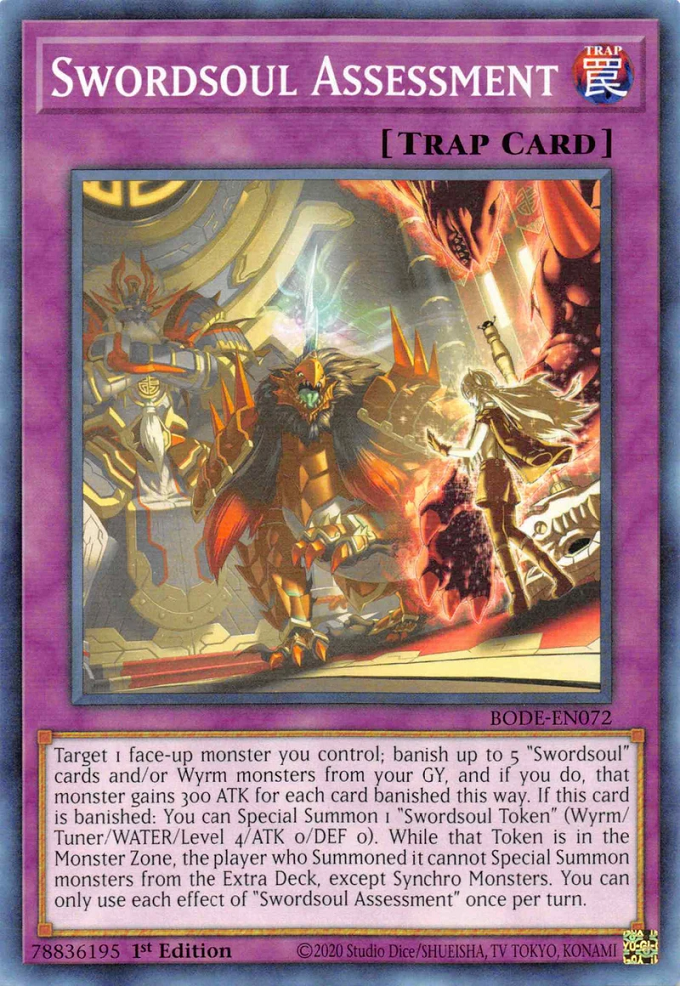 Swordsoul Assessment
TRAP
罠
[Trap Card]
BODE-EN072
Target 1 face-up monster you control; banish up to 5 "Swordsoul"
cards and/or Wyrm monsters from your GY, and if you do, that
monster gains 300 ATK for each card banished this way. If this card
is banished: You can Special Summon 1 "Swordsoul Token" (Wyrm/
Tuner/WATER/Level 4/ATK 0/DEF 0). While that Token is in the
Monster Zone, the player who Summoned it cannot Special Summon
monsters from the Extra Deck, except Synchro Monsters. You can
only use each effect of "Swordsoul Assessment" once per turn.
78836195 1st Edition ©2020 Studio Dice/SHUEISHA, TV TOKYO, KONAMI